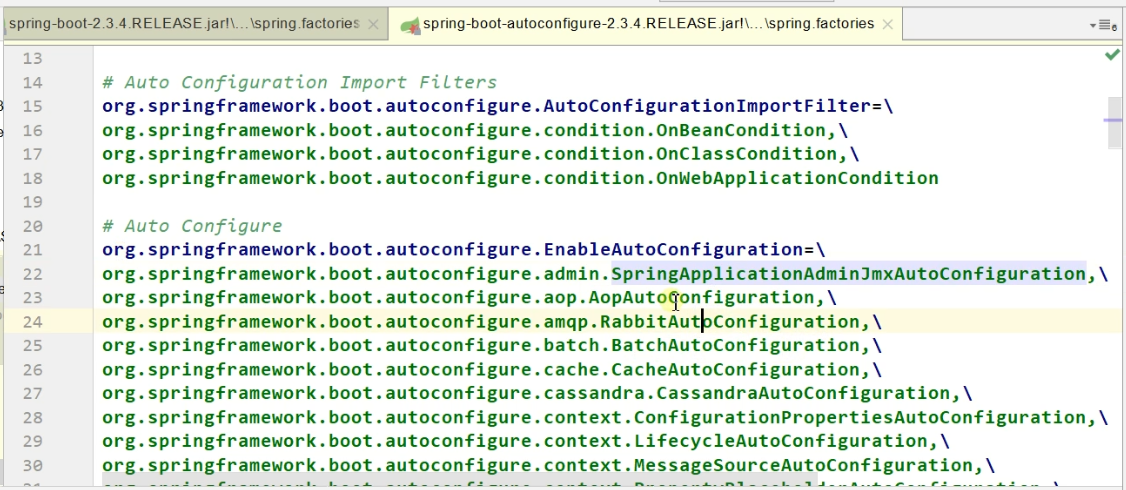 spring-boot-2.3.4.RELEASE.jar!\...\spring.factories
spring-boot-autoconfigure-2.3.4.RELEASE.jar!\...\spring.factories
13
14 # Auto Configuration Import Filters
15 org.springframework.boot.autoconfigure.AutoConfigurationImportFilter=\
16 org.springframework.boot.autoconfigure.condition.OnBeanCondition,\
17 org.springframework.boot.autoconfigure.condition.OnClassCondition,\
18 org.springframework.boot.autoconfigure.condition.OnWebApplicationCondition
19
20 # Auto Configure
21 org.springframework.boot.autoconfigure.EnableAutoConfiguration=\
22 org.springframework.boot.autoconfigure.admin.SpringApplicationAdminJmxAutoConfiguration,\
23 org.springframework.boot.autoconfigure.aop.AopAutoConfiguration,\
24 org.springframework.boot.autoconfigure.amqp.RabbitAutoConfiguration,\
25 org.springframework.boot.autoconfigure.batch.BatchAutoConfiguration,\
26 org.springframework.boot.autoconfigure.cache.CacheAutoConfiguration,\
27 org.springframework.boot.autoconfigure.cassandra.CassandraAutoConfiguration,\
28 org.springframework.boot.autoconfigure.context.ConfigurationPropertiesAutoConfiguration,\
29 org.springframework.boot.autoconfigure.context.LifecycleAutoConfiguration,\
30 org.springframework.boot.autoconfigure.context.MessageSourceAutoConfiguration,\